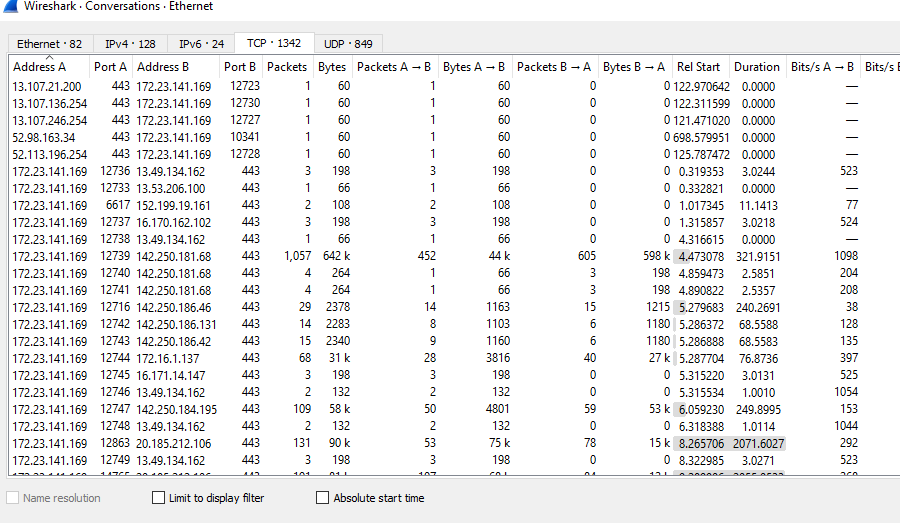 Wireshark · Conversations · Ethernet
Ethernet · 82 IPv4 · 128 IPv6 · 24 TCP · 1342 UDP · 849
Address A Port A Address B Port B Packets Bytes Packets A → B Bytes A → B Packets B → A Bytes B → A Rel Start Duration Bits/s A → B Bits/s B
13.107.21.200 443 172.23.141.169 12723 1 60 1 60 0 0 122.970642 0.0000 —
13.107.136.254 443 172.23.141.169 12730 1 60 1 60 0 0 122.311599 0.0000 —
13.107.246.254 443 172.23.141.169 12727 1 60 1 60 0 0 121.471020 0.0000 —
52.98.163.34 443 172.23.141.169 10341 1 60 1 60 0 0 698.579951 0.0000 —
52.113.196.254 443 172.23.141.169 12728 1 60 1 60 0 0 125.787472 0.0000 —
172.23.141.169 12736 13.49.134.162 443 3 198 3 198 0 0 0.319353 3.0244 523
172.23.141.169 12733 13.53.206.100 443 1 66 1 66 0 0 0.332821 0.0000 —
172.23.141.169 6617 152.199.19.161 443 2 108 2 108 0 0 1.017345 11.1413 77
172.23.141.169 12737 16.170.162.102 443 3 198 3 198 0 0 1.315857 3.0218 524
172.23.141.169 12738 13.49.134.162 443 1 66 1 66 0 0 4.316615 0.0000 —
172.23.141.169 12739 142.250.181.68 443 1,057 642 k 452 44 k 605 598 k 4.473078 321.9151 1098
172.23.141.169 12740 142.250.181.68 443 4 264 1 66 3 198 4.859473 2.5851 204
172.23.141.169 12741 142.250.181.68 443 4 264 1 66 3 198 4.890822 2.5357 208
172.23.141.169 12716 142.250.186.46 443 29 2378 14 1163 15 1215 5.279683 240.2691 38
172.23.141.169 12742 142.250.186.131 443 14 2283 8 1103 6 1180 5.286372 68.5588 128
172.23.141.169 12743 142.250.186.42 443 15 2340 9 1160 6 1180 5.286888 68.5583 135
172.23.141.169 12744 172.16.1.137 443 68 31 k 28 3816 40 27 k 5.287704 76.8736 397
172.23.141.169 12745 16.171.14.147 443 3 198 3 198 0 0 5.315220 3.0131 525
172.23.141.169 12746 13.49.134.162 443 2 132 2 132 0 0 5.315534 1.0010 1054
172.23.141.169 12747 142.250.184.195 443 109 58 k 50 4801 59 53 k 6.059230 249.8995 153
172.23.141.169 12748 13.49.134.162 443 2 132 2 132 0 0 6.318388 1.0114 1044
172.23.141.169 12863 20.185.212.106 443 131 90 k 53 75 k 78 15 k 8.265706 2071.6027 292
172.23.141.169 12749 13.49.134.162 443 3 198 3 198 0 0 8.322985 3.0271 523
Name resolution Limit to display filter Absolute start time